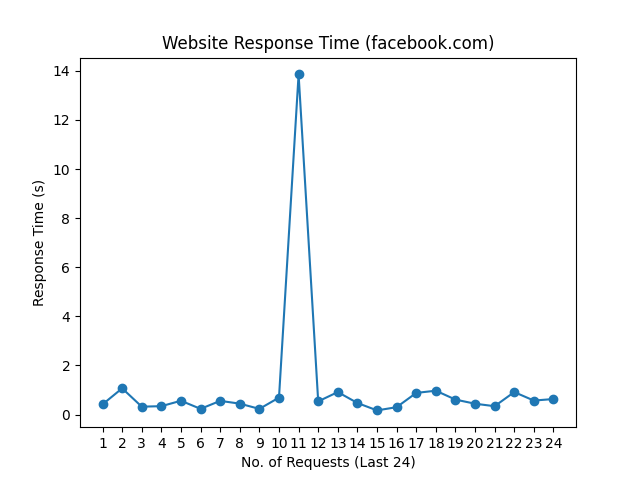 Website Response Time (facebook.com)
14
12
10
8
6
4
2
0
Response Time (s)
1 2 3 4 5 6 7 8 9 10 11 12 13 14 15 16 17 18 19 20 21 22 23 24
No. of Requests (Last 24)